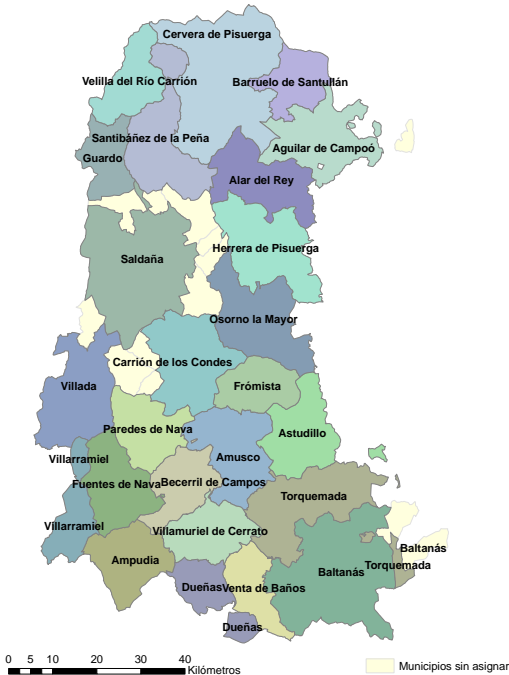 Cervera de Pisuerga
Velilla del Río Carrión
Barruelo de Santullán
Santibáñez de la Peña
Aguilar de Campoó
Guardo
Alar del Rey
Herrera de Pisuerga
Saldaña
Osorno la Mayor
Carrión de los Condes
Villada
Frómista
Paredes de Nava
Astudillo
Villarramiel
Amusco
Fuentes de Nava
Becerril de Campos
Torquemada
Villarramiel
Villamuriel de Cerrato
Baltanás
Ampudia
Torquemada
Baltanás
Dueñas
Venta de Baños
Dueñas
0 5 10 20 30 40
Kilómetros
Municipios sin asignar